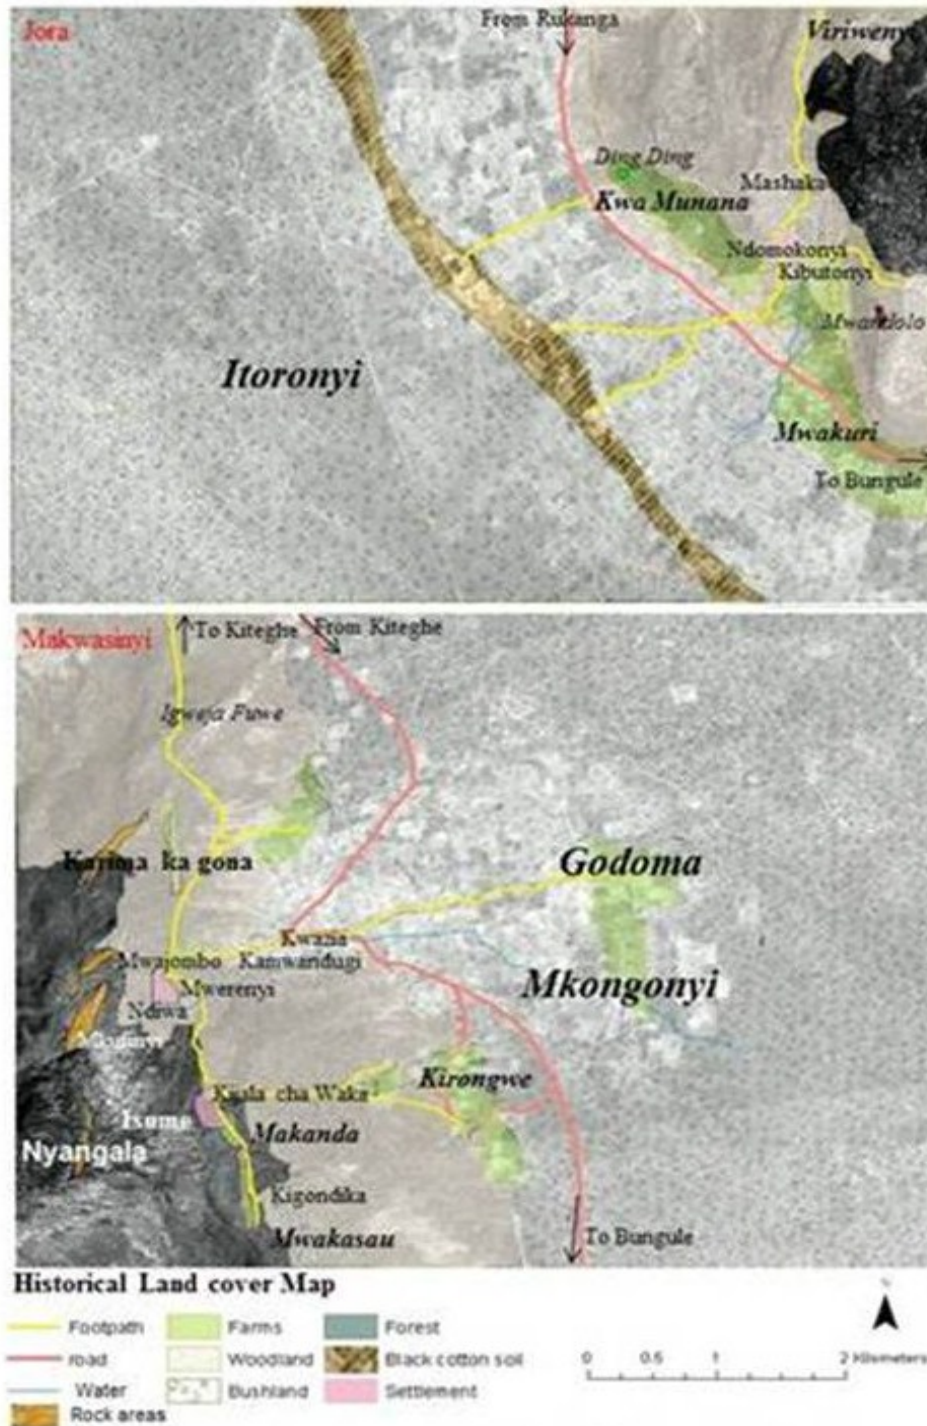 Jora
From Rukanga
Viriwenyi
Ding Ding
Mashaka
Kwa Munana
Ndomokonyi
Kibutonyi
Mwandolo
Itoronyi
Mwakuri
To Bungule
Makwasinyi
To Kiteghe
From Kiteghe
Igweja Fuwe
Karima ka gona
Godoma
Kwazia
Mwajombo
Kamwandugi
Mkongonyi
Mwerenyi
Ndiwa
Kirongwe
Kwala cha Waka
Isume
Makanda
Nyangala
Kigondika
Mwakasau
To Bungule
Historical Land cover Map
Footpath
Farms
Forest
road
Woodland
Black cotton soil
Water
Bushland
Settlement
Rock areas
0 0.5 1 2 Kilometers